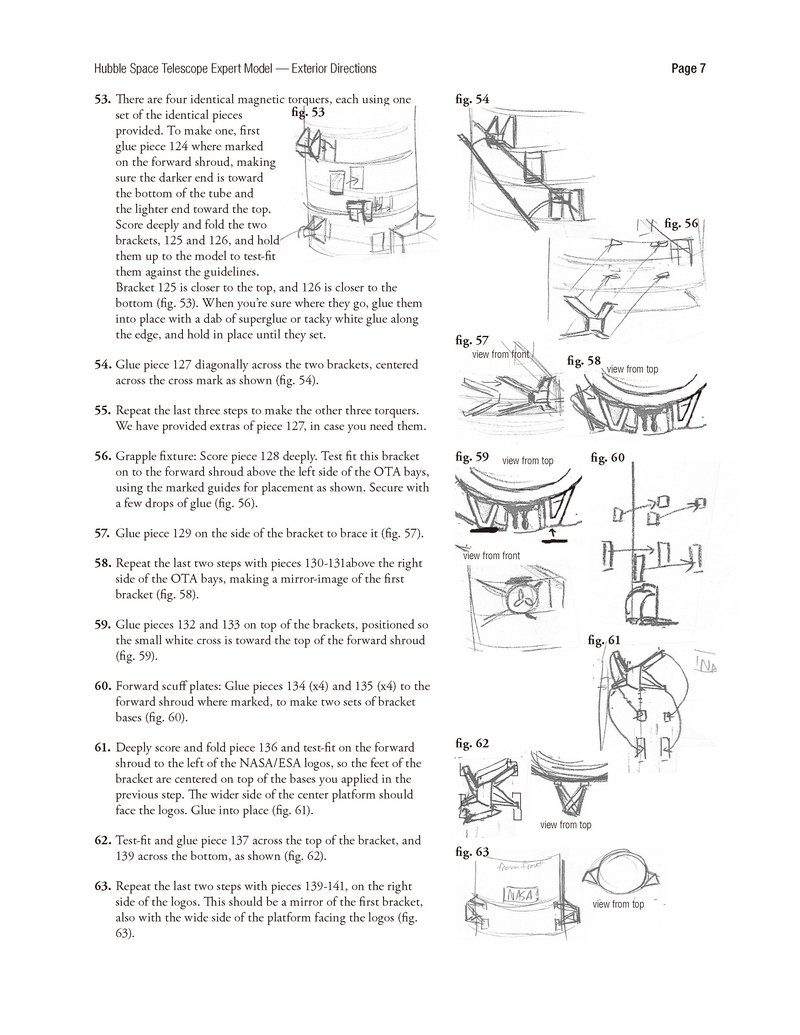 Hubble Space Telescope Expert Model — Exterior Directions
Page 7
53. There are four identical magnetic torquers, each using one
set of the identical pieces
provided. To make one, first
glue piece 124 where marked
on the forward shroud, making
sure the darker end is toward
the bottom of the tube and
the lighter end toward the top.
Score deeply and fold the two
brackets, 125 and 126, and hold
them up to the model to test-fit
them against the guidelines.
Bracket 125 is closer to the top, and 126 is closer to the
bottom (fig. 53). When you're sure where they go, glue them
into place with a dab of superglue or tacky white glue along
the edge, and hold in place until they set.
54. Glue piece 127 diagonally across the two brackets, centered
across the cross mark as shown (fig. 54).
55. Repeat the last three steps to make the other three torquers.
We have provided extras of piece 127, in case you need them.
56. Grapple fixture: Score piece 128 deeply. Test fit this bracket
on to the forward shroud above the left side of the OTA bays,
using the marked guides for placement as shown. Secure with
a few drops of glue (fig. 56).
57. Glue piece 129 on the side of the bracket to brace it (fig. 57).
58. Repeat the last two steps with pieces 130-131above the right
side of the OTA bays, making a mirror-image of the first
bracket (fig. 58).
59. Glue pieces 132 and 133 on top of the brackets, positioned so
the small white cross is toward the top of the forward shroud
(fig. 59).
60. Forward scuff plates: Glue pieces 134 (x4) and 135 (x4) to the
forward shroud where marked, to make two sets of bracket
bases (fig. 60).
61. Deeply score and fold piece 136 and test-fit on the forward
shroud to the left of the NASA/ESA logos, so the feet of the
bracket are centered on top of the bases you applied in the
previous step. The wider side of the center platform should
face the logos. Glue into place (fig. 61).
62. Test-fit and glue piece 137 across the top of the bracket, and
139 across the bottom, as shown (fig. 62).
63. Repeat the last two steps with pieces 139-141, on the right
side of the logos. This should be a mirror of the first bracket,
also with the wide side of the platform facing the logos (fig.
63).
fig. 53
fig. 54
fig. 56
fig. 57
view from front
fig. 58
view from top
fig. 59
view from top
view from front
fig. 60
fig. 61
fig. 62
view from top
fig. 63
NASA
view from top